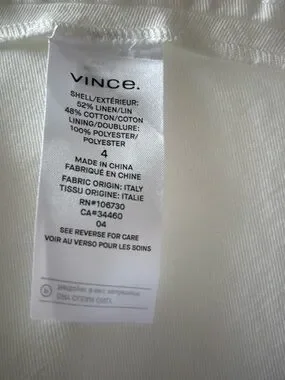 VINCE.
SHELL/EXTÉRIEUR:
52% LINEN/LIN
48% COTTON/COTON
LINING/DOUBLURE:
100% POLYESTER/
POLYESTER
4
MADE IN CHINA
FABRIQUÉ EN CHINE
FABRIC ORIGIN: ITALY
TISSU ORIGINE: ITALIE
RN#106730
CA#34460
04
SEE REVERSE FOR CARE
VOIR AU VERSO POUR LES SOINS